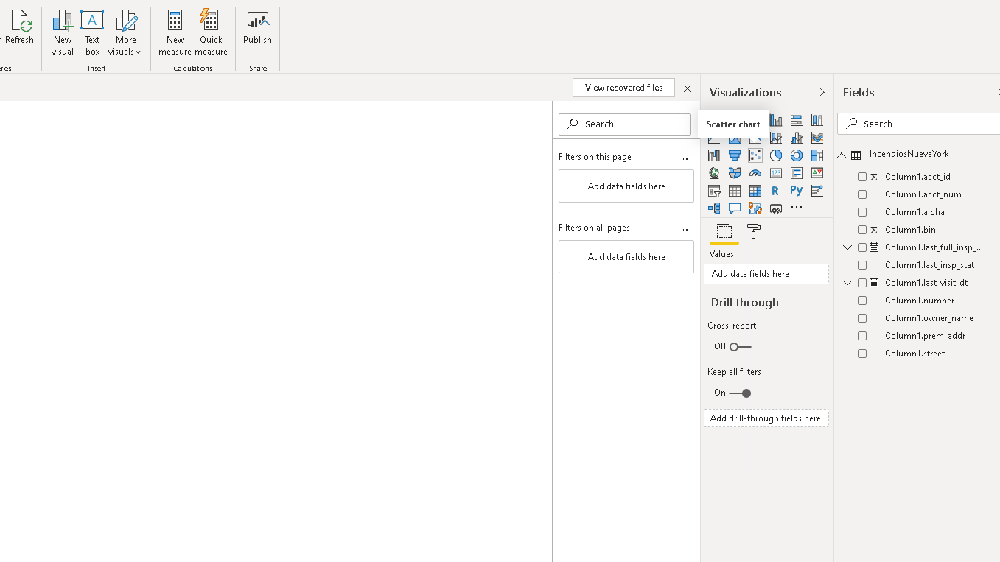 Refresh
New
visual
Text
box
More
visuals
New
measure
Quick
measure
Publish
Insert
Calculations
Share
View recovered files
Search
Filters on this page
...
Add data fields here
Filters on all pages
...
Add data fields here
Visualizations
Scatter chart
123
R
Py
...
Values
Add data fields here
Drill through
Cross-report
Off
Keep all filters
On
Add drill-through fields here
Fields
Search
IncendiosNuevaYork
Σ Column1.acct_id
Column1.acct_num
Column1.alpha
Σ Column1.bin
Column1.last_full_insp_...
Column1.last_insp_stat
Column1.last_visit_dt
Column1.number
Column1.owner_name
Column1.prem_addr
Column1.street